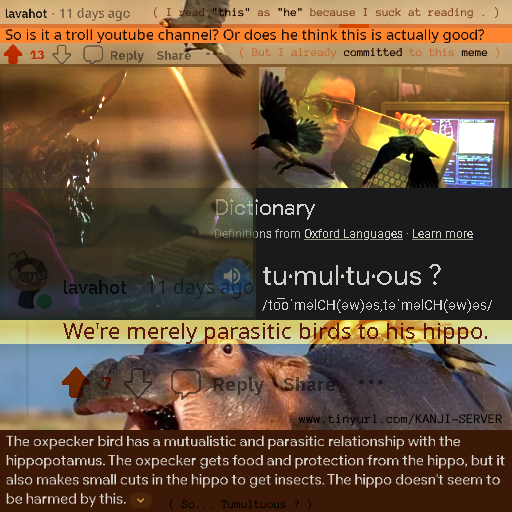 lavahot · 11 days ago ( I read "this" as "he" because I suck at reading . )
So is it a troll youtube channel? Or does he think this is actually good?
13 Reply Share ··· ( But I already committed to this meme )
Dictionary
Definitions from Oxford Languages · Learn more
lavahot · 11 days ago
tu·mul·tu·ous ?
/to͞oˈməlCH(əw)əs,təˈməlCH(əw)əs/
We're merely parasitic birds to his hippo.
7 Reply Share ···
www.tinyurl.com/KANJI-SERVER
The oxpecker bird has a mutualistic and parasitic relationship with the
hippopotamus. The oxpecker gets food and protection from the hippo, but it
also makes small cuts in the hippo to get insects. The hippo doesn't seem to
be harmed by this.
( So... Tumultuous ? )